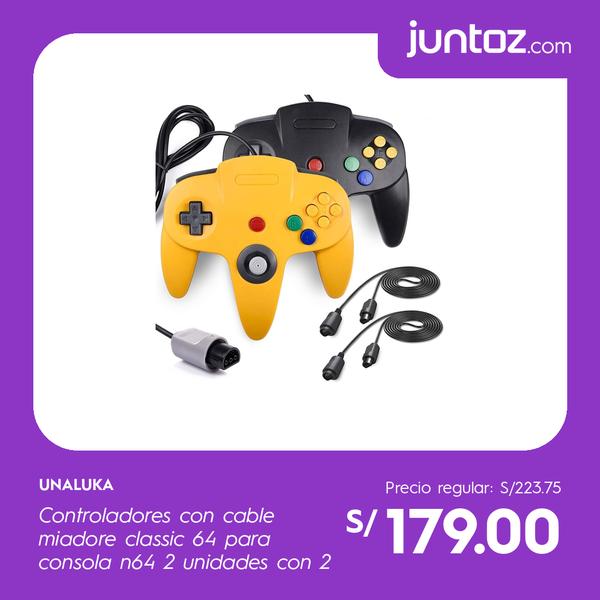 juntoz.com
UNALUKA
Controladores con cable
miadore classic 64 para
consola n64 2 unidades con 2
Precio regular: S/223.75
S/179.00